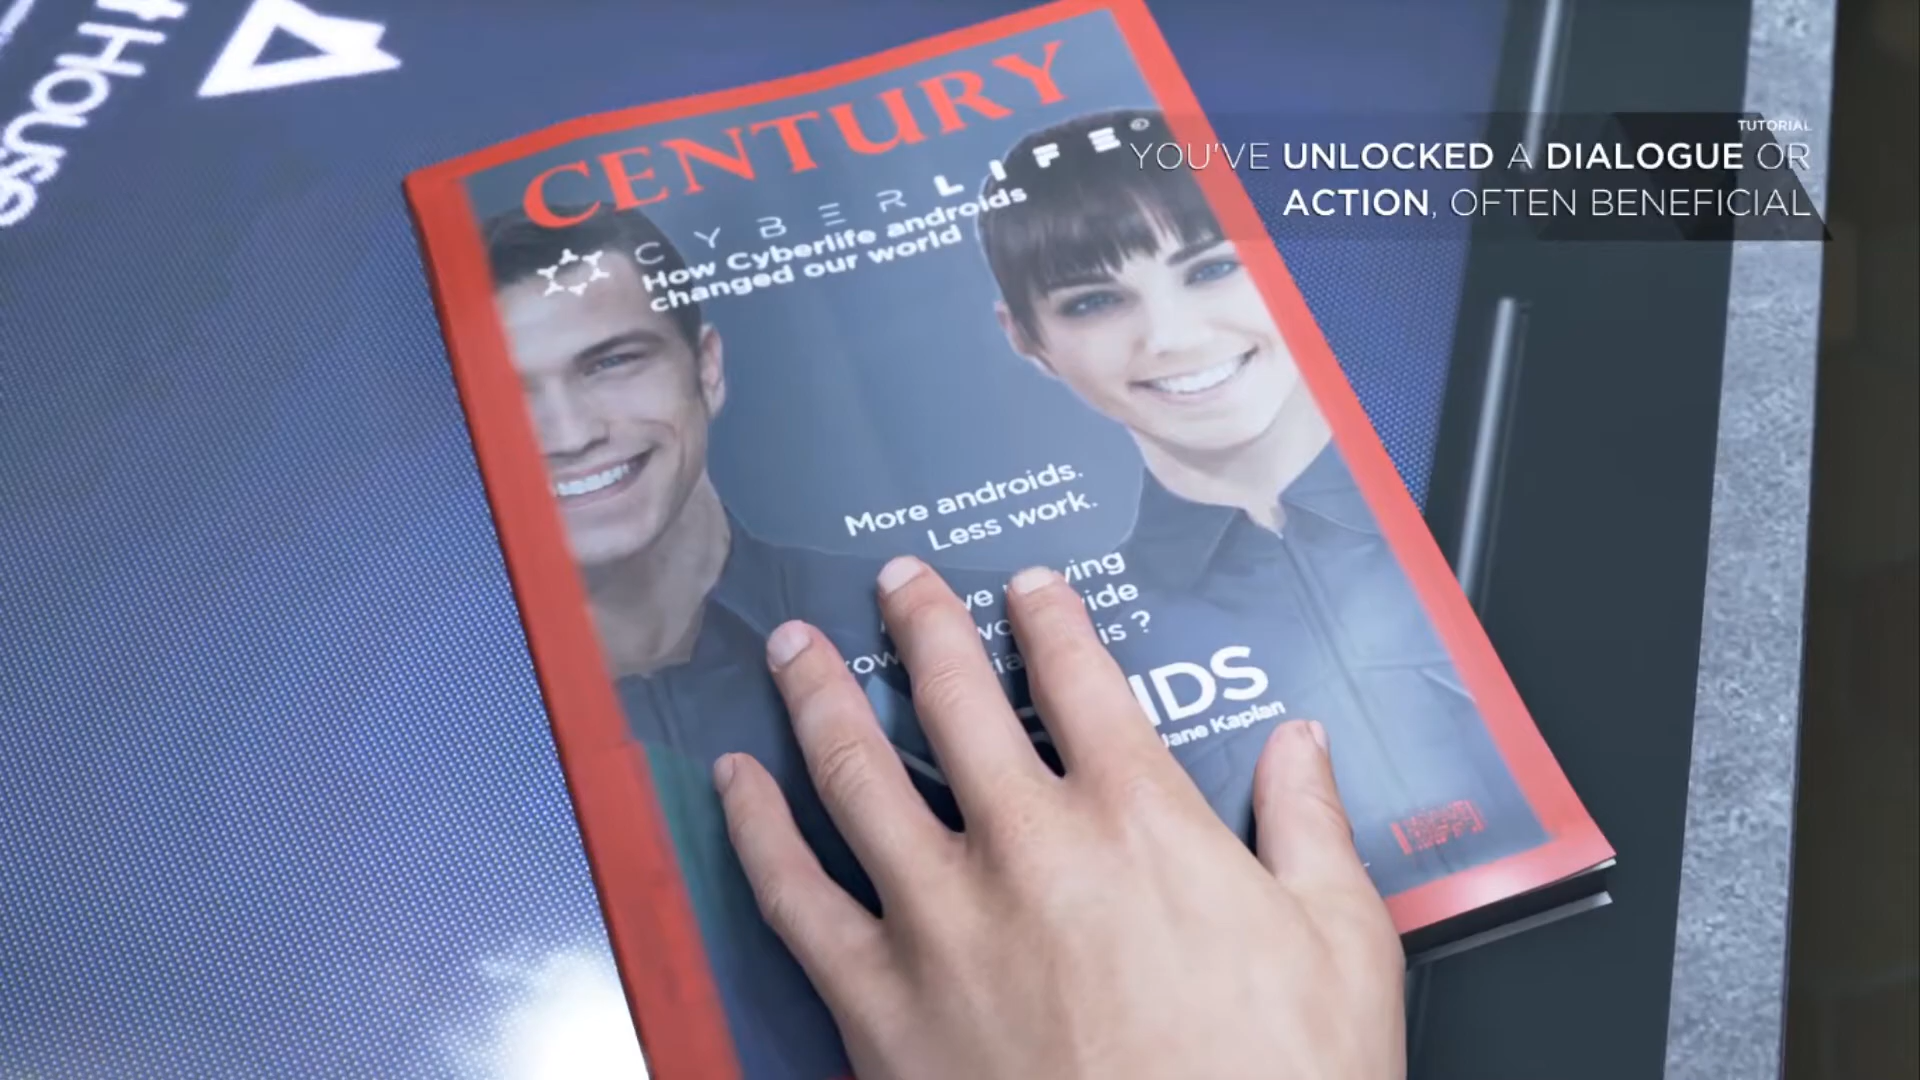 House
TUTORIAL
YOU'VE UNLOCKED A DIALOGUE OR
ACTION, OFTEN BENEFICIAL
CENTURY
CYBERLIFE
How Cyberlife androids
changed our world
More androids.
Less work.
is ?
Jane Kaplan